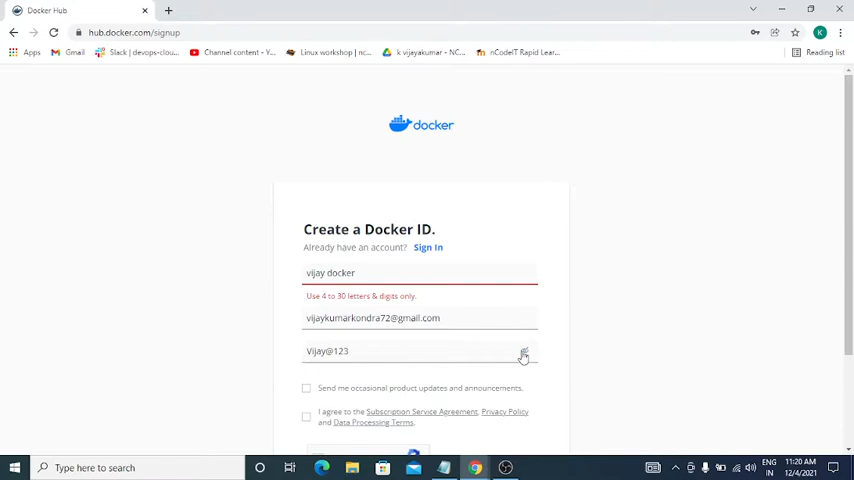 Docker Hub
hub.docker.com/signup
Apps Gmail Slack | devops-clou... Channel content - Y... Linux workshop | nc... k vijayakumar - KC... nCodeIT Rapid Lear... Reading list
K
docker
Create a Docker ID.
Already have an account? Sign In
vijay docker
Use 4 to 30 letters & digits only.
vijaykumarkondra72@gmail.com
Vijay@123
Send me occasional product updates and announcements.
I agree to the Subscription Service Agreement, Privacy Policy
and Data Processing Terms.
Type here to search
ENG 11:20 AM
IN 12/4/2021